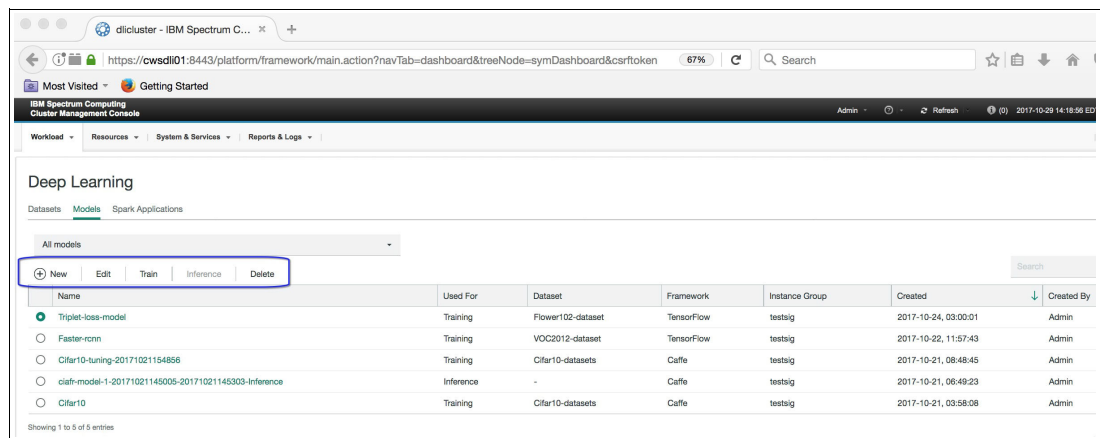 dlicluster - IBM Spectrum C... × +
https://cwsdli01:8443/platform/framework/main.action?navTab=dashboard&treeNode=symDashboard&csrftoken 67% Search
Most Visited Getting Started
IBM Spectrum Computing
Cluster Management Console
Admin Refresh (0) 2017-10-29 14:18:56 EDT
Workload Resources System & Services Reports & Logs
Deep Learning
Datasets Models Spark Applications
All models
New Edit Train Inference Delete
Search
Name Used For Dataset Framework Instance Group Created Created By
Triplet-loss-model Training Flower102-dataset TensorFlow testsig 2017-10-24, 03:00:01 Admin
Faster-rcnn Training VOC2012-dataset TensorFlow testsig 2017-10-22, 11:57:43 Admin
Cifar10-tuning-20171021154856 Training Cifar10-datasets Caffe testsig 2017-10-21, 08:48:45 Admin
ciafr-model-1-20171021145005-20171021145303-Inference Inference - Caffe testsig 2017-10-21, 06:49:23 Admin
Cifar10 Training Cifar10-datasets Caffe testsig 2017-10-21, 03:58:08 Admin
Showing 1 to 5 of 5 entries